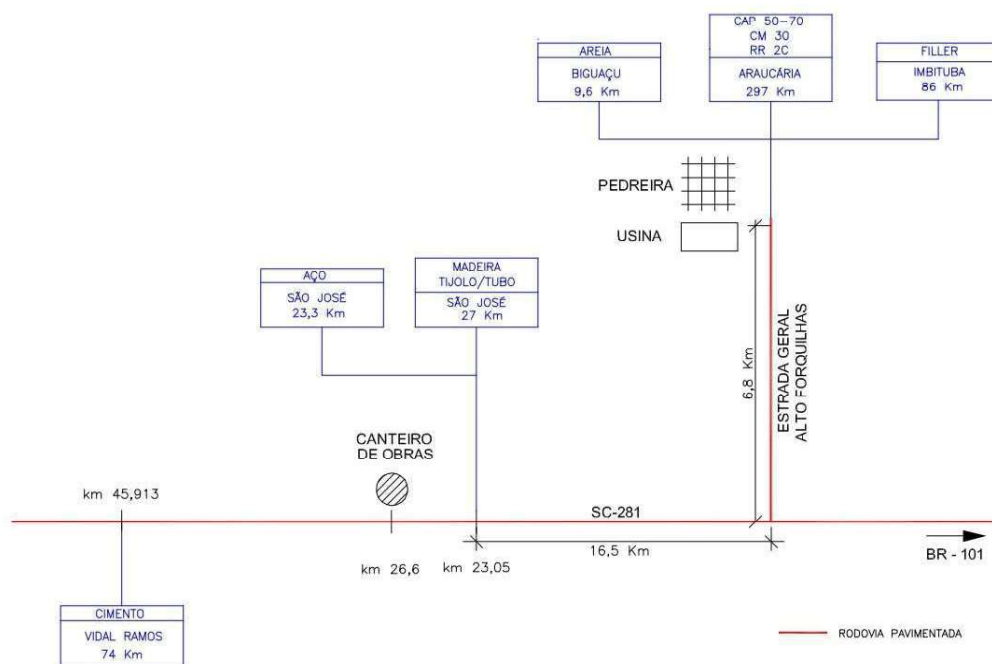 CAP 50-70
CM 30
RR 2C
ARAUCÁRIA
297 Km
AREIA
BIGUAÇU
9,6 Km
FILLER
IMBITUBA
86 Km
PEDREIRA
USINA
MADEIRA
TIJOLO/TUBO
SÃO JOSÉ
27 Km
AÇO
SÃO JOSÉ
23,3 Km
6,8 Km
ESTRADA GERAL
ALTO FORQUILHAS
CANTEIRO
DE OBRAS
km 45,913
SC-281
16,5 Km
BR - 101
km 26,6
km 23,05
CIMENTO
VIDAL RAMOS
74 Km
RODOVIA PAVIMENTADA